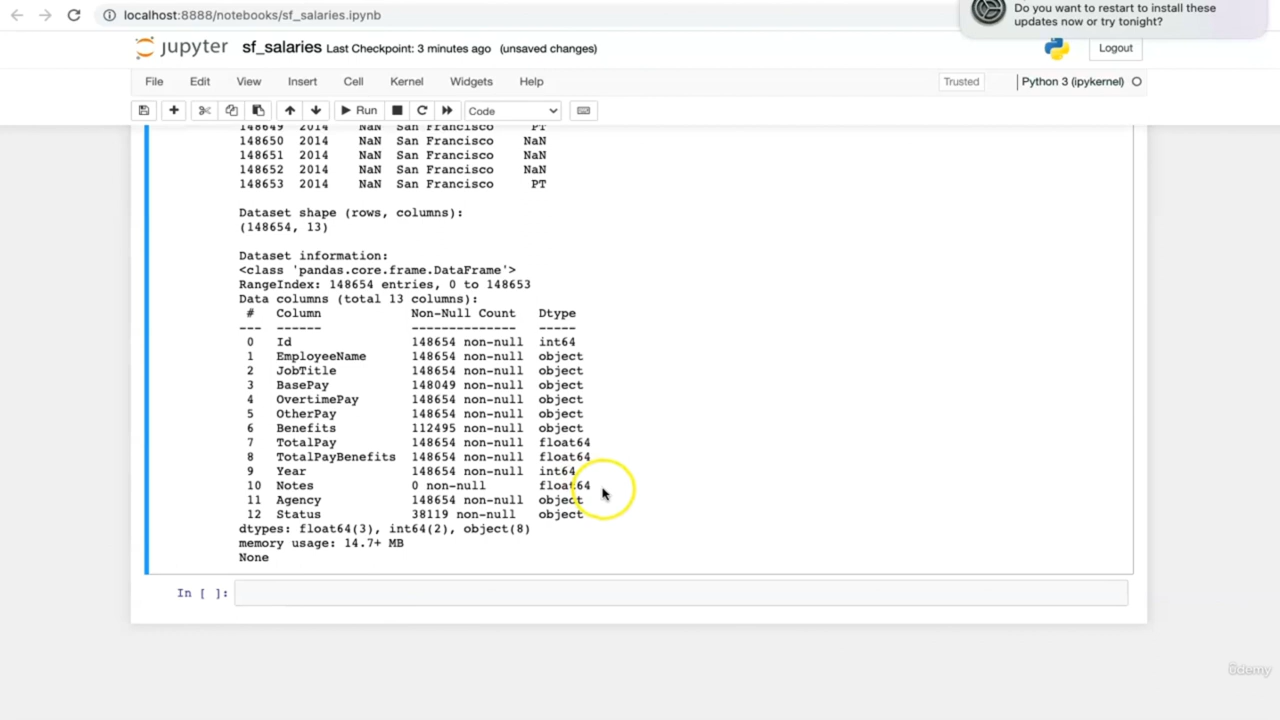 localhost:8888/notebooks/sf_salaries.ipynb
Do you want to restart to install these
updates now or try tonight?
jupyter sf_salaries Last Checkpoint: 3 minutes ago (unsaved changes)
Logout
File Edit View Insert Cell Kernel Widgets Help
Trusted Python 3 (ipykernel)
Run Code
148649 2014 NaN San Francisco PT
148650 2014 NaN San Francisco NaN
148651 2014 NaN San Francisco NaN
148652 2014 NaN San Francisco NaN
148653 2014 NaN San Francisco PT
Dataset shape (rows, columns):
(148654, 13)
Dataset information:
<class 'pandas.core.frame.DataFrame'>
RangeIndex: 148654 entries, 0 to 148653
Data columns (total 13 columns):
# Column Non-Null Count Dtype
--- ------ -------------- -----
0 Id 148654 non-null int64
1 EmployeeName 148654 non-null object
2 JobTitle 148654 non-null object
3 BasePay 148049 non-null object
4 OvertimePay 148654 non-null object
5 OtherPay 148654 non-null object
6 Benefits 112495 non-null object
7 TotalPay 148654 non-null float64
8 TotalPayBenefits 148654 non-null float64
9 Year 148654 non-null int64
10 Notes 0 non-null float64
11 Agency 148654 non-null object
12 Status 38119 non-null object
dtypes: float64(3), int64(2), object(8)
memory usage: 14.7+ MB
None
In [ ]:
ûdemy